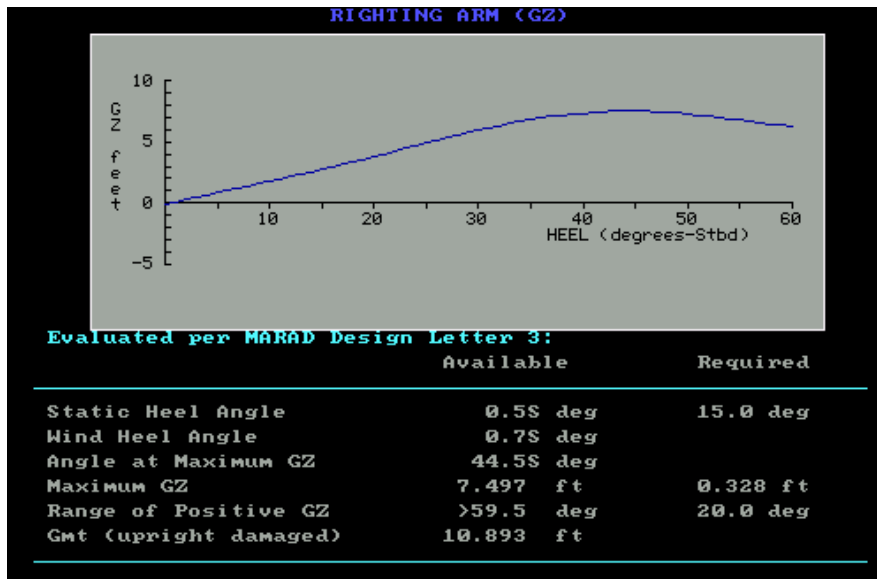 RIGHTING ARM (GZ)
10
5
0
-5
GZ feet
10 20 30 40 50 60
HEEL (degrees-Stbd)
Evaluated per MARAD Design Letter 3:
Available Required
Static Heel Angle 0.5S deg 15.0 deg
Wind Heel Angle 0.7S deg
Angle at Maximum GZ 44.5S deg
Maximum GZ 7.497 ft 0.328 ft
Range of Positive GZ >59.5 deg 20.0 deg
Gmt (upright damaged) 10.893 ft